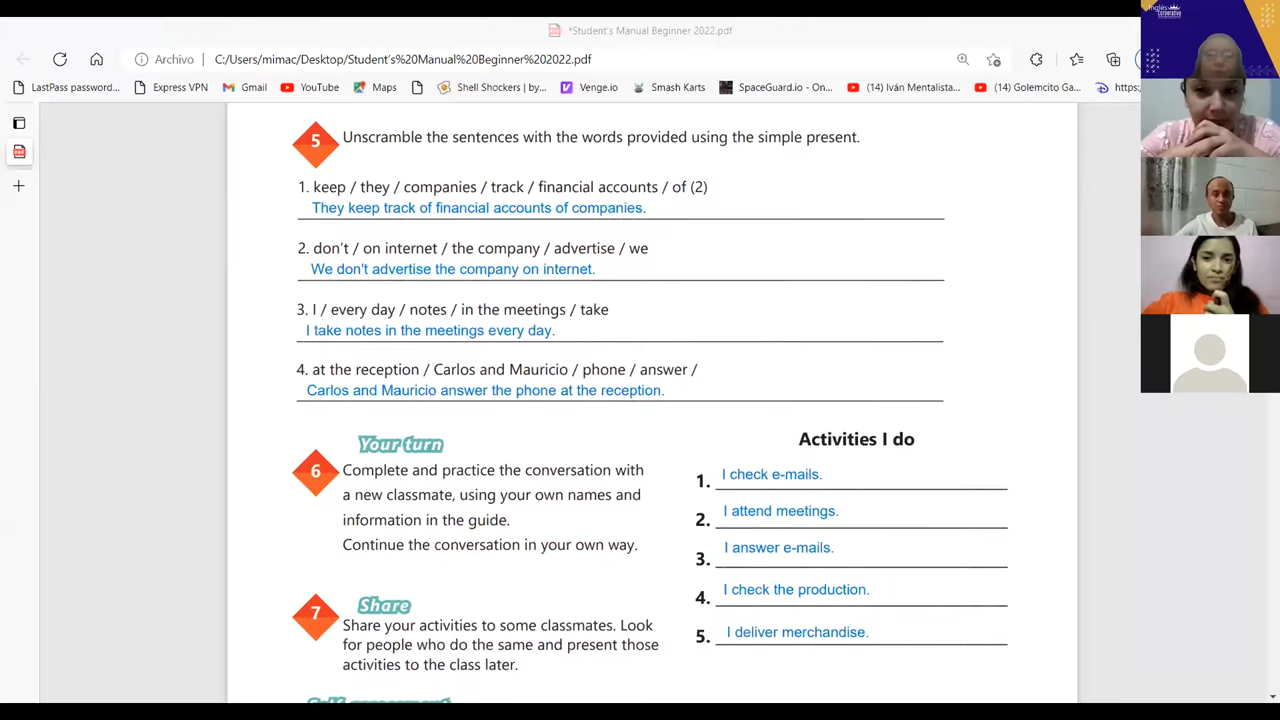 *Student's Manual Beginner 2022.pdf
Archivo
C:/Users/mimac/Desktop/Student's%20Manual%20Beginner%202022.pdf
LastPass password...
Express VPN
Gmail
YouTube
Maps
Shell Shockers | by...
Venge.io
Smash Karts
SpaceGuard.io - On...
(14) Iván Mentalista...
(14) Golemcito Ga...
https:
Inglés
corporativo
5
Unscramble the sentences with the words provided using the simple present.
1. keep / they / companies / track / financial accounts / of (2)
They keep track of financial accounts of companies.
2. don't / on internet / the company / advertise / we
We don't advertise the company on internet.
3. I / every day / notes / in the meetings / take
I take notes in the meetings every day.
4. at the reception / Carlos and Mauricio / phone / answer /
Carlos and Mauricio answer the phone at the reception.
Your turn
6
Complete and practice the conversation with
a new classmate, using your own names and
information in the guide.
Continue the conversation in your own way.
Share
7
Share your activities to some classmates. Look
for people who do the same and present those
activities to the class later.
Activities I do
1. I check e-mails.
2. I attend meetings.
3. I answer e-mails.
4. I check the production.
5. I deliver merchandise.